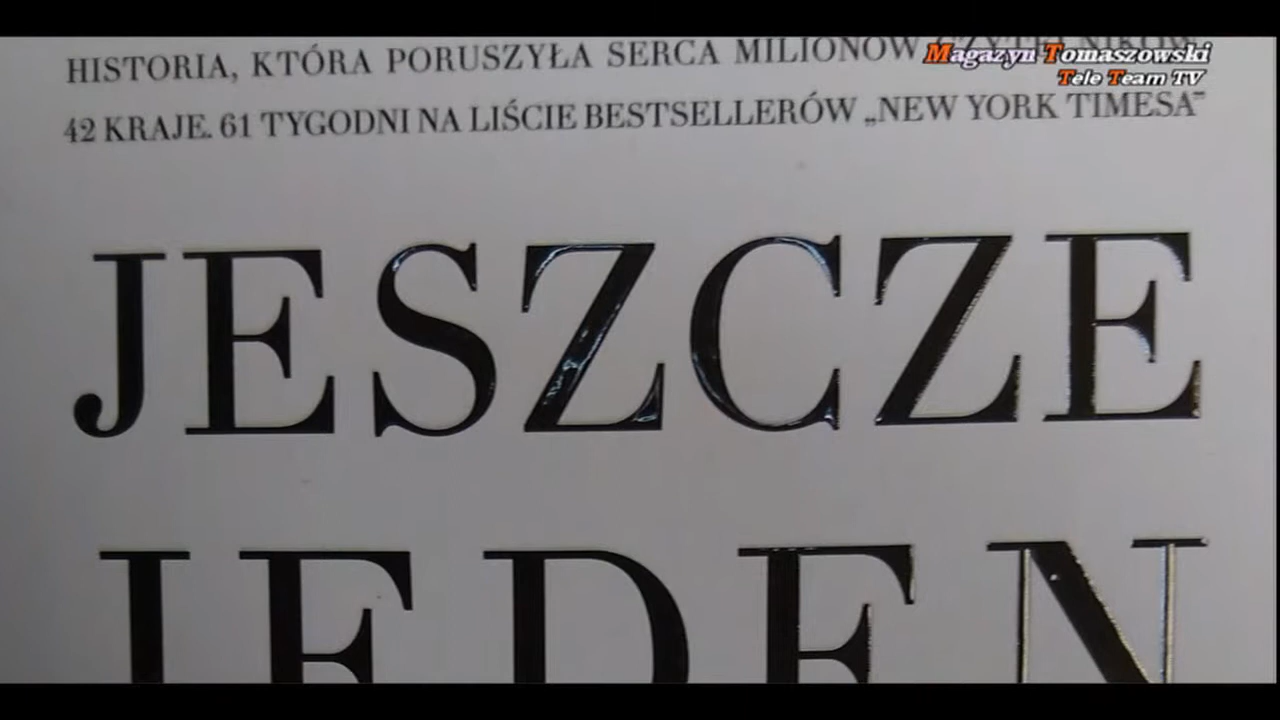 HISTORIA, KTÓRA PORUSZYŁA SERCA MILIONÓW
Magazyn Tomaszowski
Tele Team TV
42 KRAJE. 61 TYGODNI NA LIŚCIE BESTSELLERÓW „NEW YORK TIMESA”
JESZCZE
JEDEN